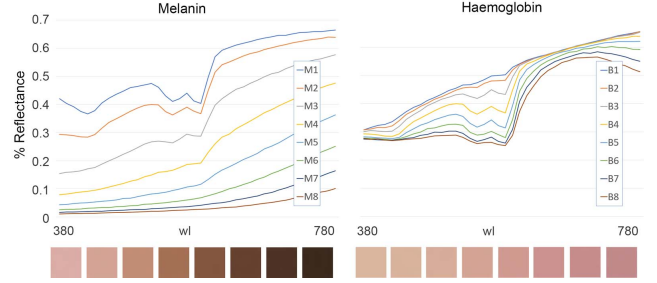 Melanin
0.7
0.6
0.5
0.4
0.3
0.2
0.1
0
% Reflectance
M1
M2
M3
M4
M5
M6
M7
M8
380 wl 780
Haemoglobin
B1
B2
B3
B4
B5
B6
B7
B8
380 wl 780